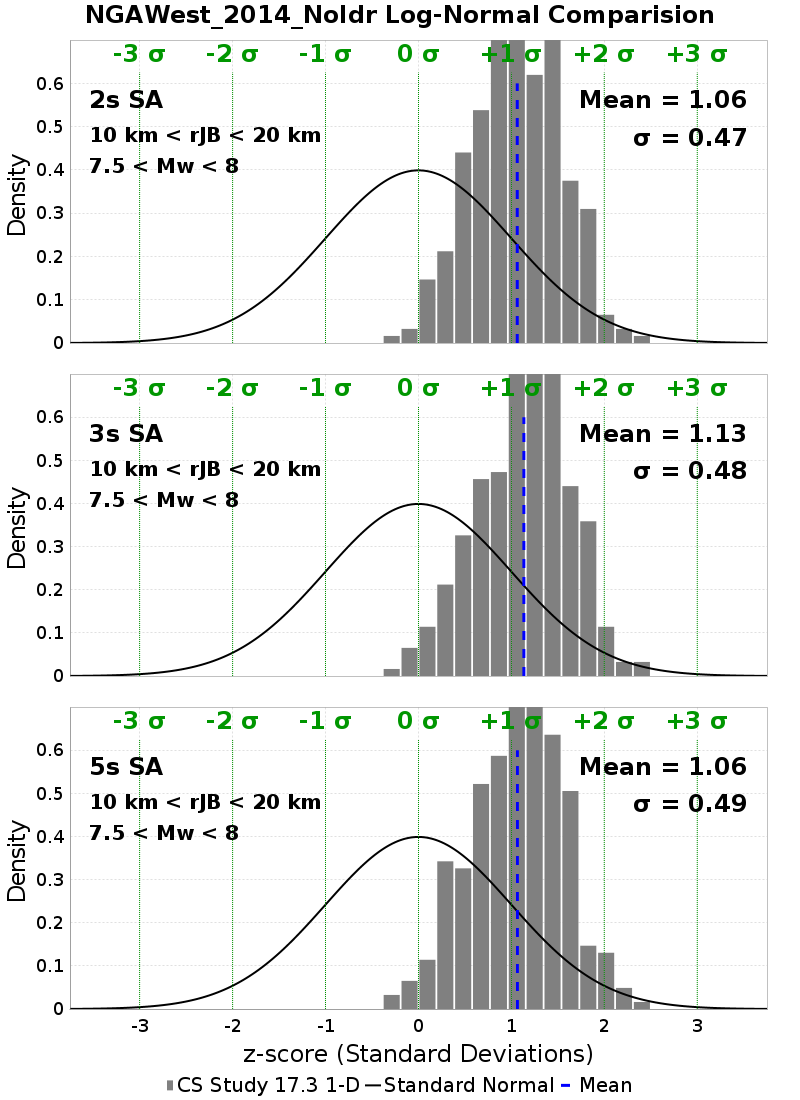 NGAWest_2014_NoIdr Log-Normal Comparision
-3 σ -2 σ -1 σ 0 σ +1 σ +2 σ +3 σ
2s SA
Mean = 1.06
10 km < rJB < 20 km
σ = 0.47
7.5 < Mw < 8
Density
0.6
0.5
0.4
0.3
0.2
0.1
0
-3 σ -2 σ -1 σ 0 σ +1 σ +2 σ +3 σ
3s SA
Mean = 1.13
10 km < rJB < 20 km
σ = 0.48
7.5 < Mw < 8
Density
0.6
0.5
0.4
0.3
0.2
0.1
0
-3 σ -2 σ -1 σ 0 σ +1 σ +2 σ +3 σ
5s SA
Mean = 1.06
10 km < rJB < 20 km
σ = 0.49
7.5 < Mw < 8
Density
0.6
0.5
0.4
0.3
0.2
0.1
0
-3 -2 -1 0 1 2 3
z-score (Standard Deviations)
CS Study 17.3 1-D Standard Normal Mean